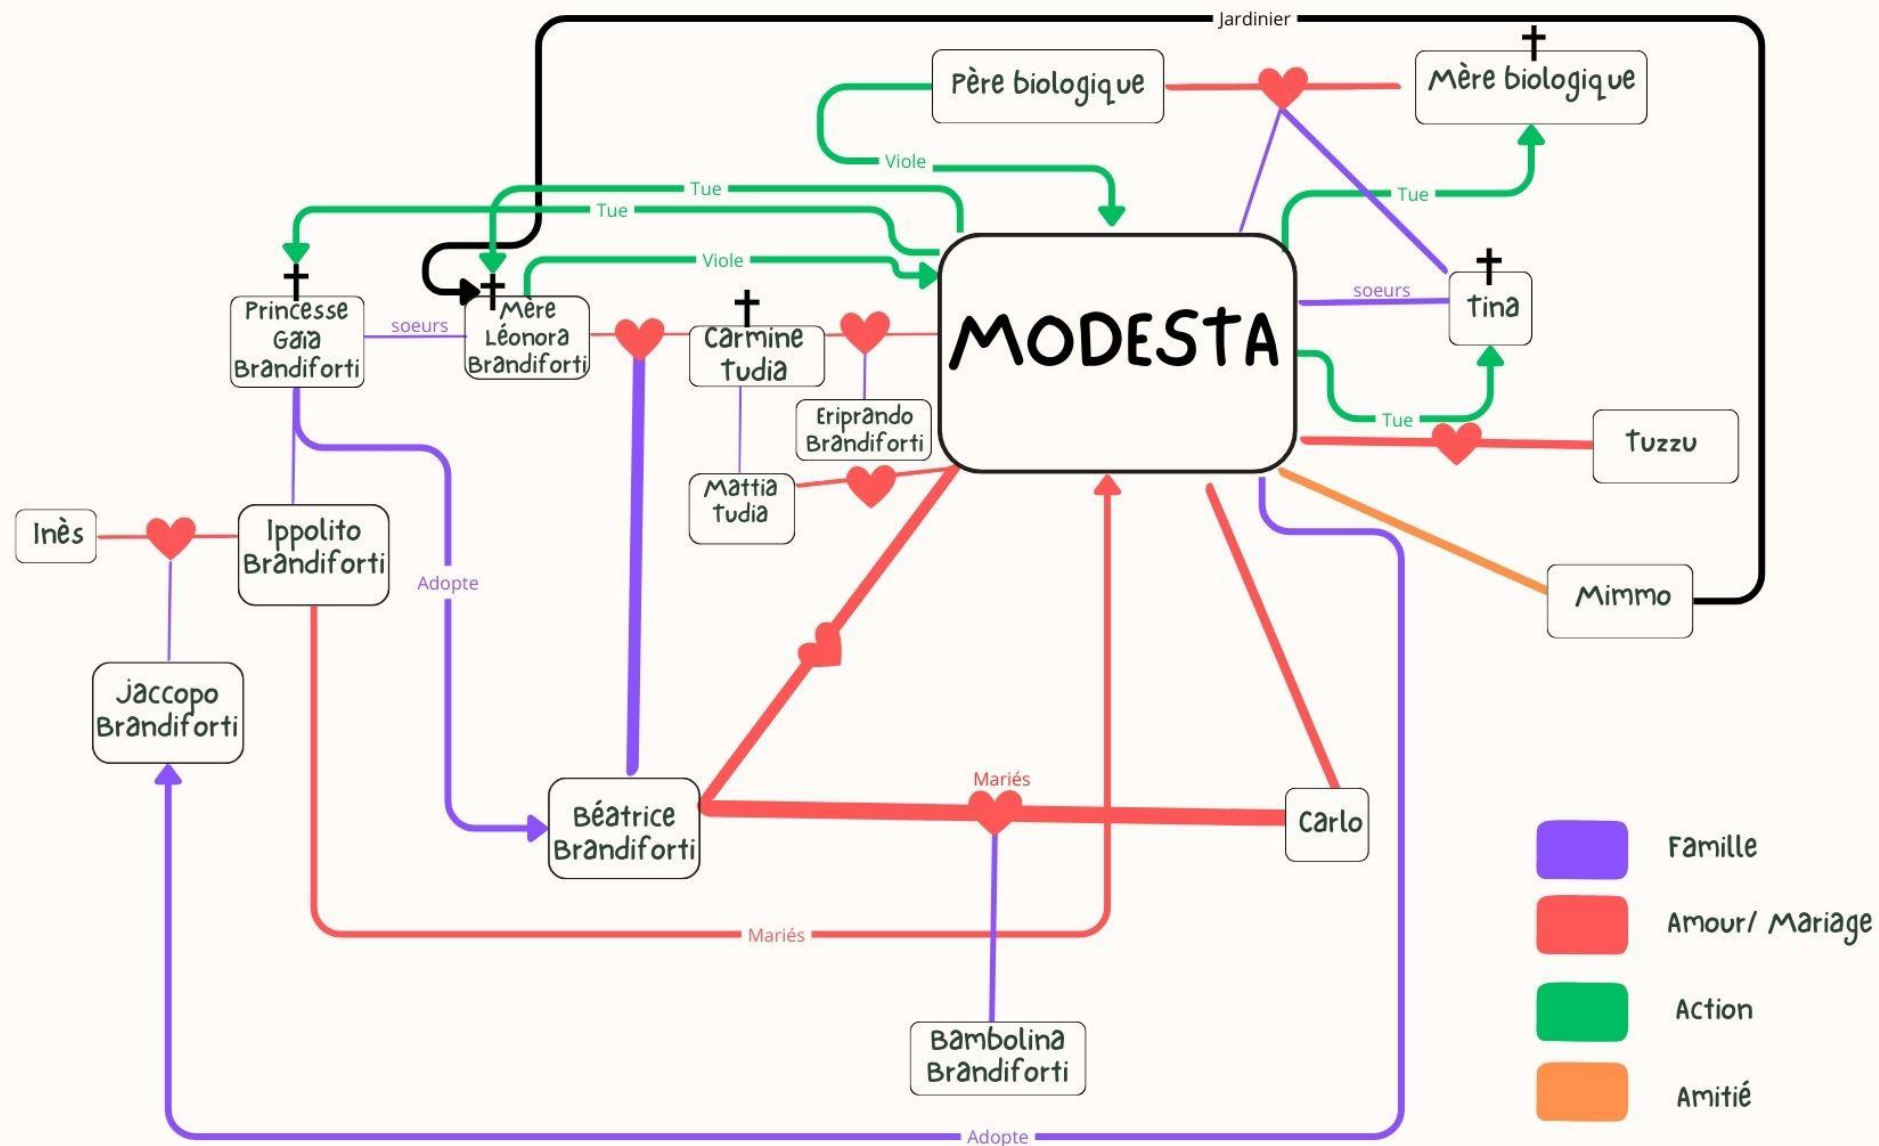 Jardinier
Père biologique
Mère biologique
Viole
Tue
Tue
Tue
Viole
soeurs
Tina
Princesse
Gaïa
Brandiforti
soeurs
Mère
Léonora
Brandiforti
Carmine
Tudia
MODESTA
Eriprando
Brandiforti
Tue
Tuzzu
Mattia
Tudia
Inès
Ippolito
Brandiforti
Adopte
Mimmo
Jaccopo
Brandiforti
Mariés
Béatrice
Brandiforti
Carlo
Famille
Amour/ Mariage
Mariés
Action
Bambolina
Brandiforti
Amitié
Adopte